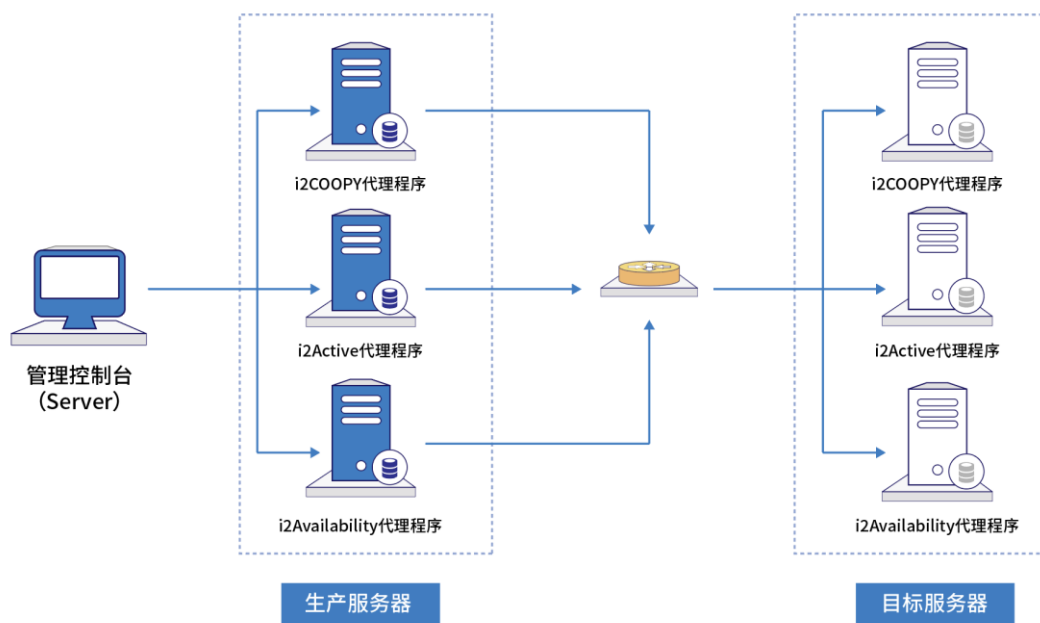 i2COOPY代理程序
i2COOPY代理程序
i2Active代理程序
i2Active代理程序
管理控制台
（Server）
i2Availability代理程序
i2Availability代理程序
生产服务器
目标服务器